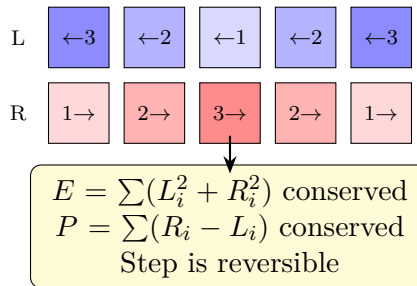 L ←3 ←2 ←1 ←2 ←3
R 1→ 2→ 3→ 2→ 1→
E = ∑(L_i^2 + R_i^2) conserved
P = ∑(R_i − L_i) conserved
Step is reversible